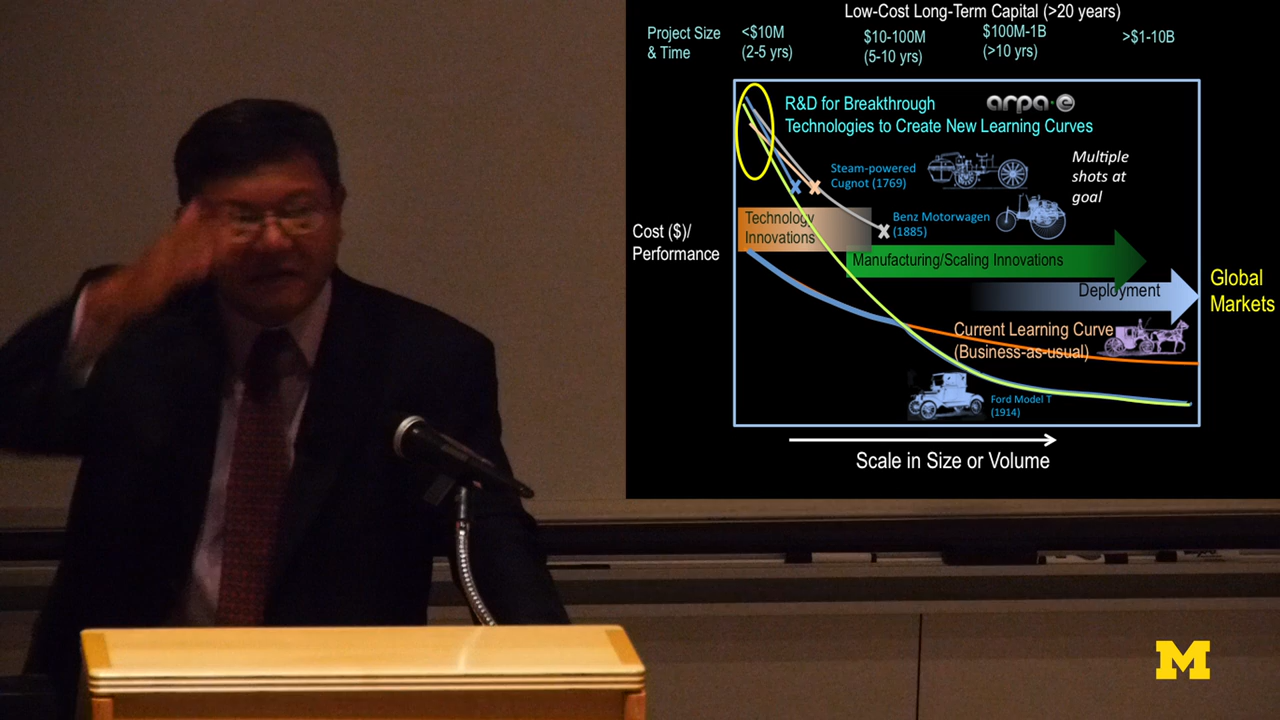 Low-Cost Long-Term Capital (>20 years)
Project Size
& Time
<$10M
(2-5 yrs)
$10-100M
(5-10 yrs)
$100M-1B
(>10 yrs)
>$1-10B
R&D for Breakthrough
Technologies to Create New Learning Curves
arpa·e
Steam-powered
Cugnot (1769)
Multiple
shots at
goal
Technology
Innovations
Benz Motorwagen
(1885)
Cost ($)/
Performance
Manufacturing/Scaling Innovations
Deployment
Global
Markets
Current Learning Curve
(Business-as-usual)
Ford Model T
(1914)
Scale in Size or Volume
M